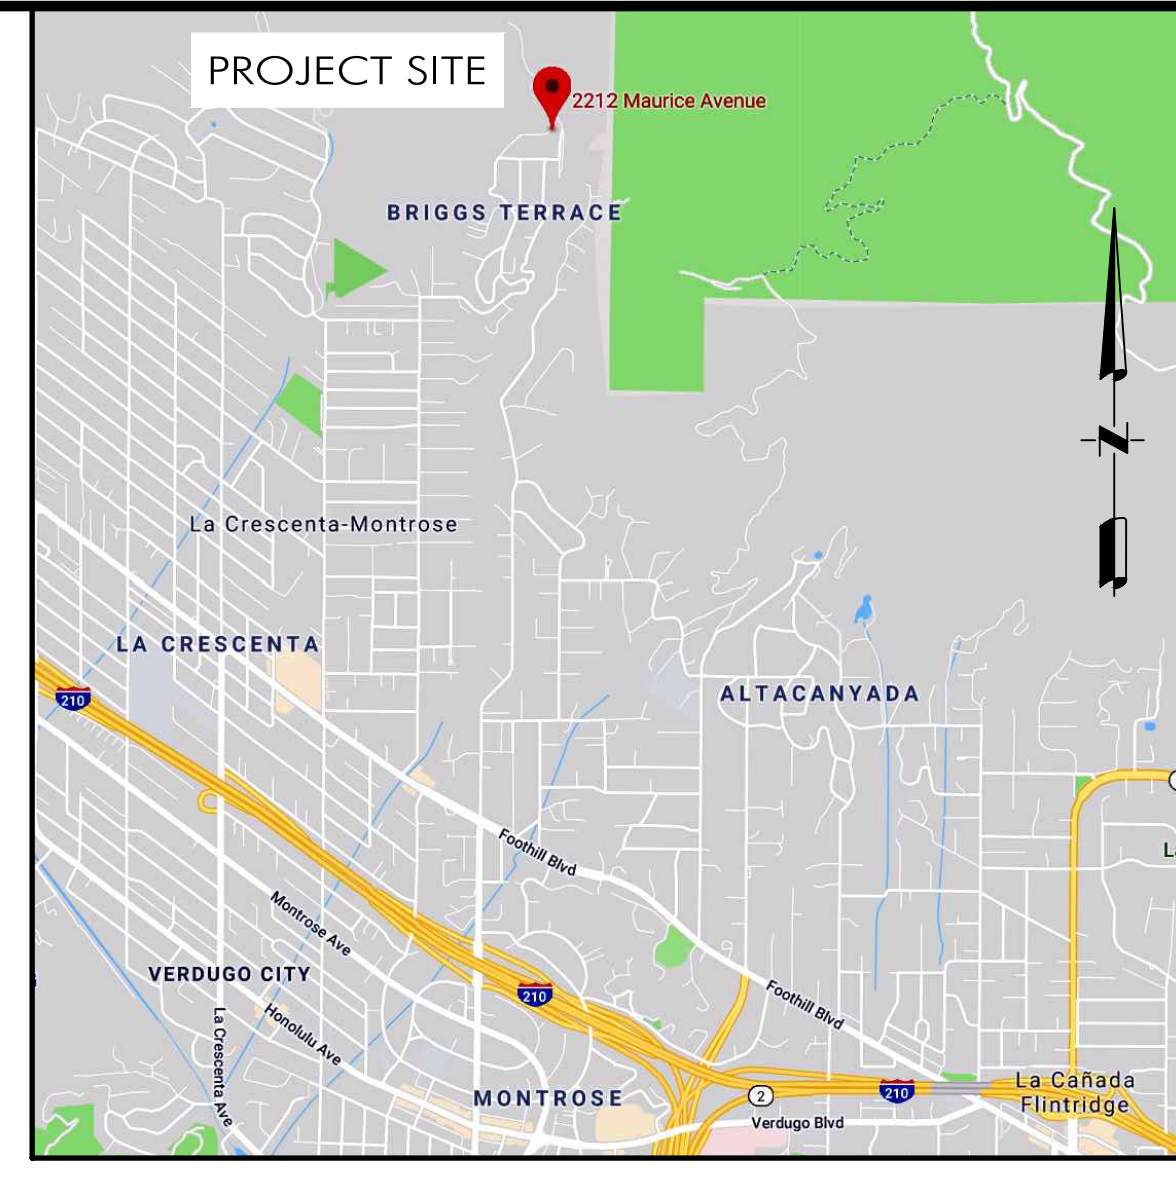 PROJECT SITE
2212 Maurice Avenue
BRIGGS TERRACE
N
La Crescenta-Montrose
LA CRESCENTA
210
ALTACANYADA
Foothill Blvd
Montrose Ave
VERDUGO CITY
210
Foothill Blvd
La Crescenta Ave
Honolulu Ave
MONTROSE
2
210
La Cañada
Flintridge
Verdugo Blvd